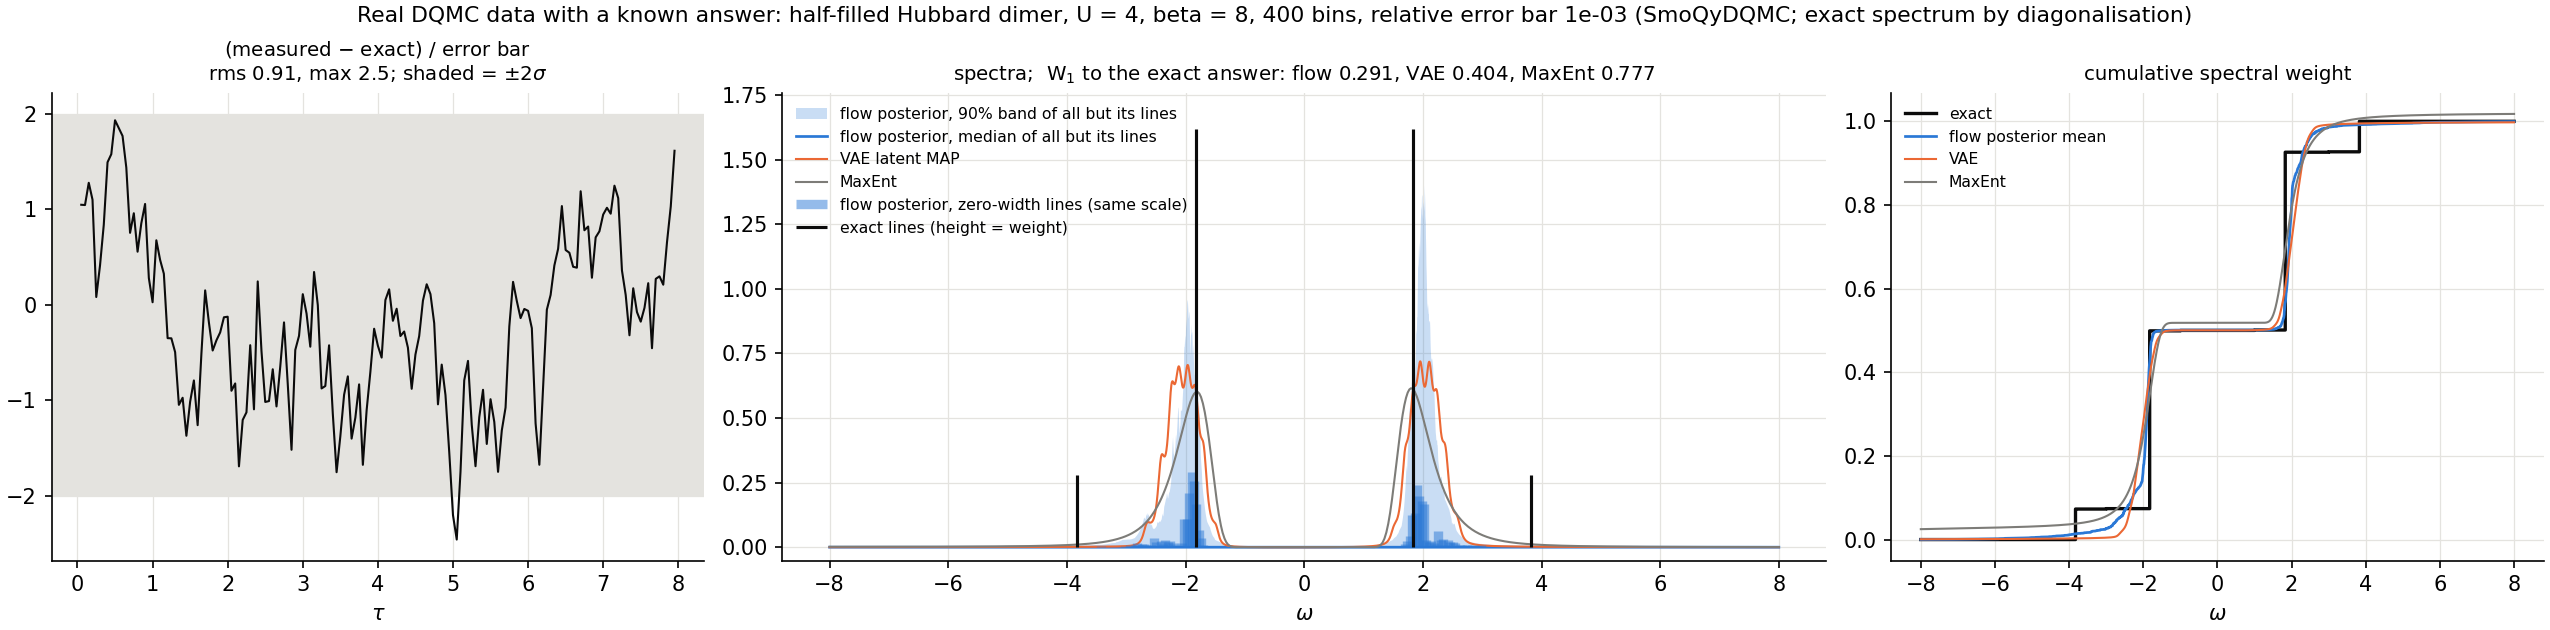 Real DQMC data with a known answer: half-filled Hubbard dimer, U = 4, beta = 8, 400 bins, relative error bar 1e-03 (SmoQyDQMC; exact spectrum by diagonalisation)
(measured − exact) / error bar
rms 0.91, max 2.5; shaded = ±2σ
2
1
0
−1
−2
0 1 2 3 4 5 6 7 8
τ
spectra; W₁ to the exact answer: flow 0.291, VAE 0.404, MaxEnt 0.777
flow posterior, 90% band of all but its lines
flow posterior, median of all but its lines
VAE latent MAP
MaxEnt
flow posterior, zero-width lines (same scale)
exact lines (height = weight)
1.75
1.50
1.25
1.00
0.75
0.50
0.25
0.00
−8 −6 −4 −2 0 2 4 6 8
ω
cumulative spectral weight
exact
flow posterior mean
VAE
MaxEnt
1.0
0.8
0.6
0.4
0.2
0.0
−8 −6 −4 −2 0 2 4 6 8
ω